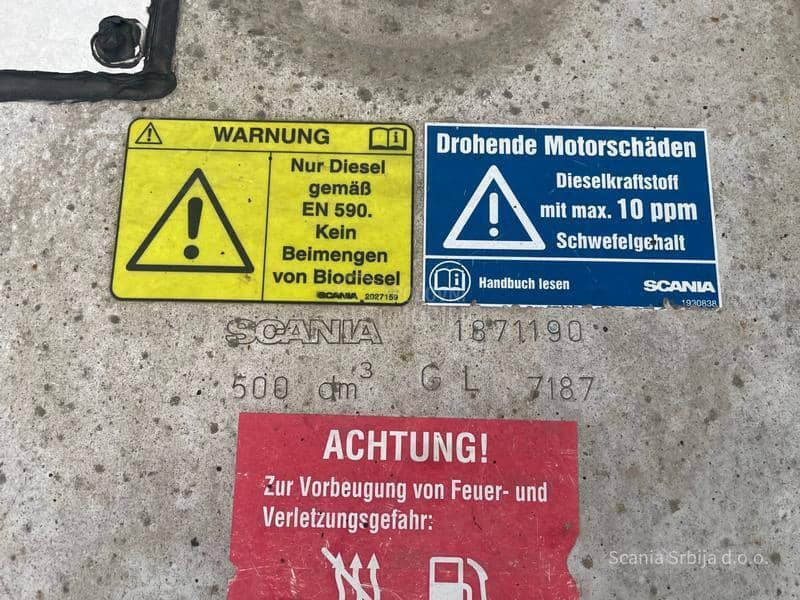 WARNUNG
Nur Diesel
gemäß
EN 590.
Kein
Beimengen
von Biodiesel
SCANIA 2027159
Drohende Motorschäden
Dieselkraftstoff
mit max. 10 ppm
Schwefelgehalt
Handbuch lesen
SCANIA
1930838
SCANIA 1871190
500 dm³ G L 7187
ACHTUNG!
Zur Vorbeugung von Feuer- und
Verletzungsgefahr:
Scania Srbija d.o.o.